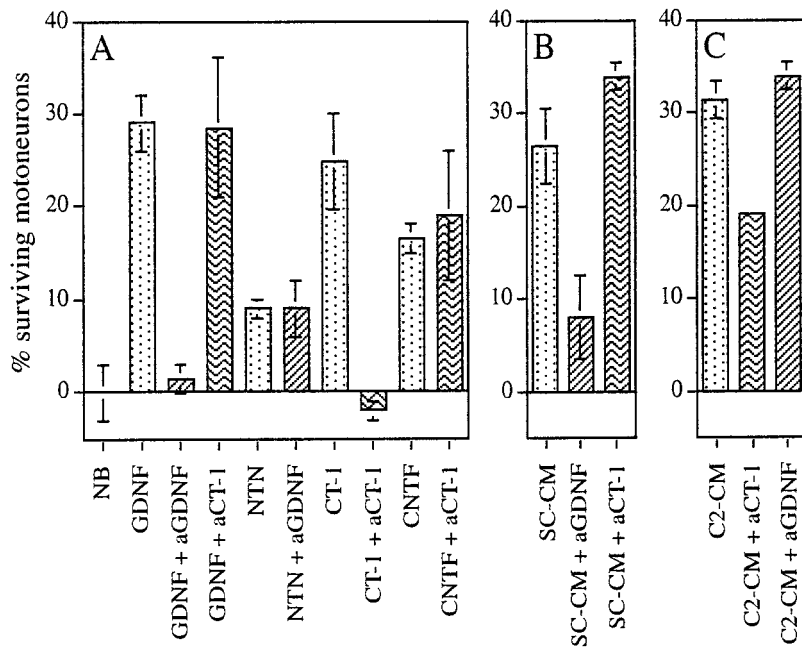 40
30
20
10
0
% surviving motoneurons
A
NB
GDNF
GDNF + aGDNF
GDNF + aCT-1
NTN
NTN + aGDNF
CT-1
CT-1 + aCT-1
CNTF
CNTF + aCT-1
40
30
20
10
0
B
SC-CM
SC-CM + aGDNF
SC-CM + aCT-1
40
30
20
10
0
C
C2-CM
C2-CM + aCT-1
C2-CM + aGDNF